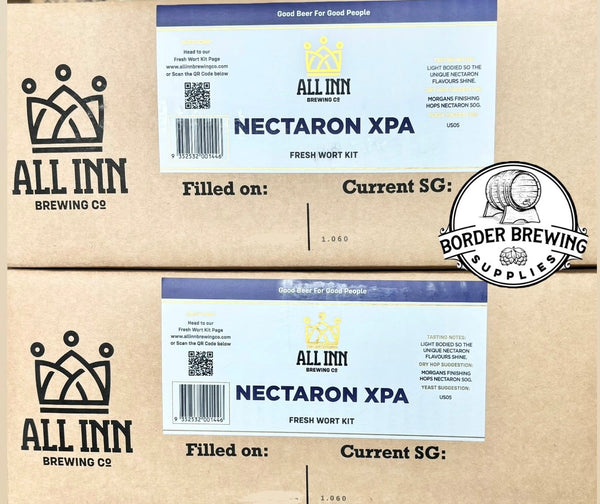 Good Beer For Good People
Head to our
Fresh Wort Kit Page
www.allinnbrewingco.com
or Scan the QR Code below
9 352532 001446
ALL INN
BREWING Co
NECTARON XPA
FRESH WORT KIT
LIGHT BODIED SO THE
UNIQUE NECTARON
FLAVOURS SHINE.
MORGANS FINISHING
HOPS NECTARON 50G.
US05
ALL INN
BREWING Co
Filled on:
Current SG:
1.060
BORDER BREWING
SUPPLIES
Good Beer For Good People
Head to our
Fresh Wort Kit Page
www.allinnbrewingco.com
or Scan the QR Code below
9 352532 001446
ALL INN
BREWING Co
NECTARON XPA
FRESH WORT KIT
TASTING NOTES:
LIGHT BODIED SO THE
UNIQUE NECTARON
FLAVOURS SHINE.
DRY HOP SUGGESTION:
MORGANS FINISHING
HOPS NECTARON 50G.
YEAST SUGGESTION:
US05
ALL INN
BREWING Co
Filled on:
Current SG:
1.060